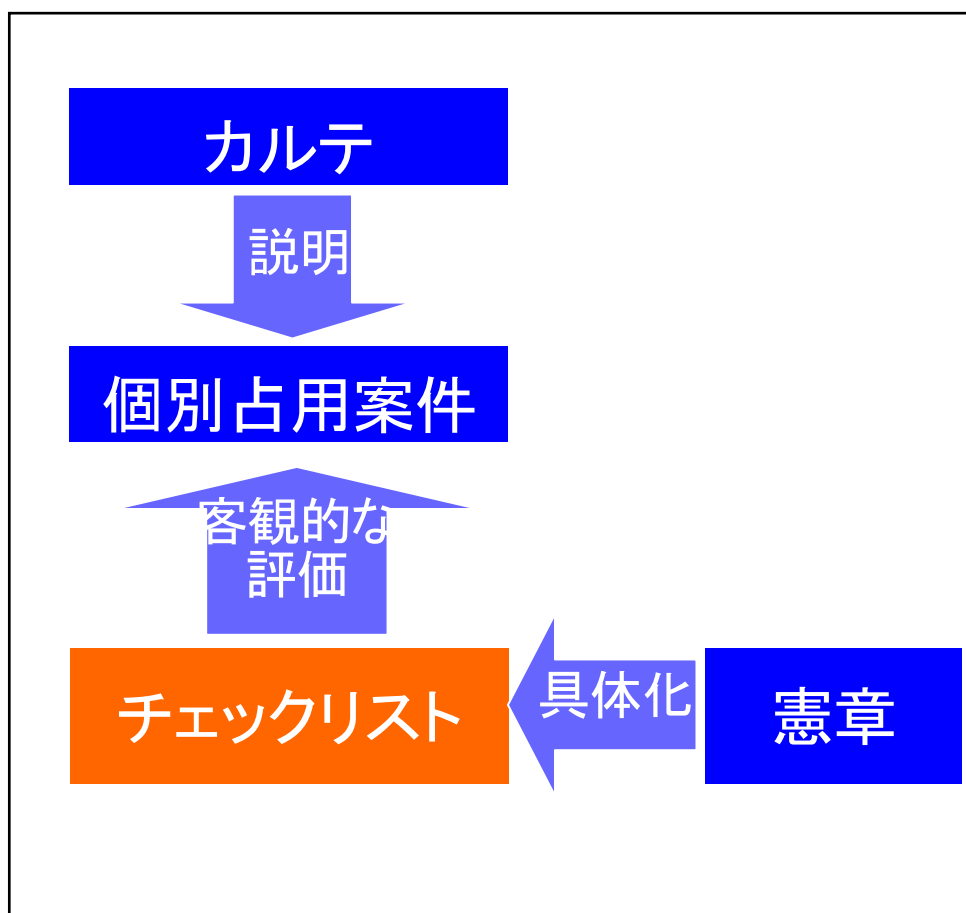 カルテ
説明
個別占用案件
客観的な
評価
チェックリスト
具体化
憲章